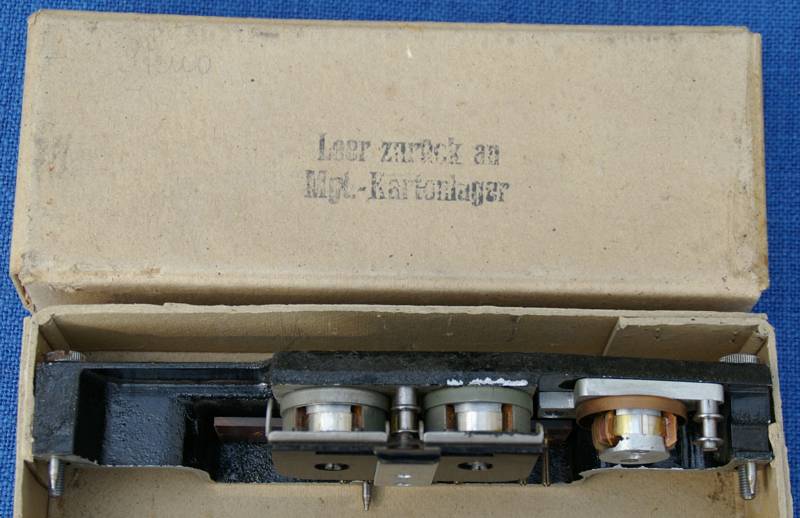 Leer zurück an
Mgt.-Kartonlager